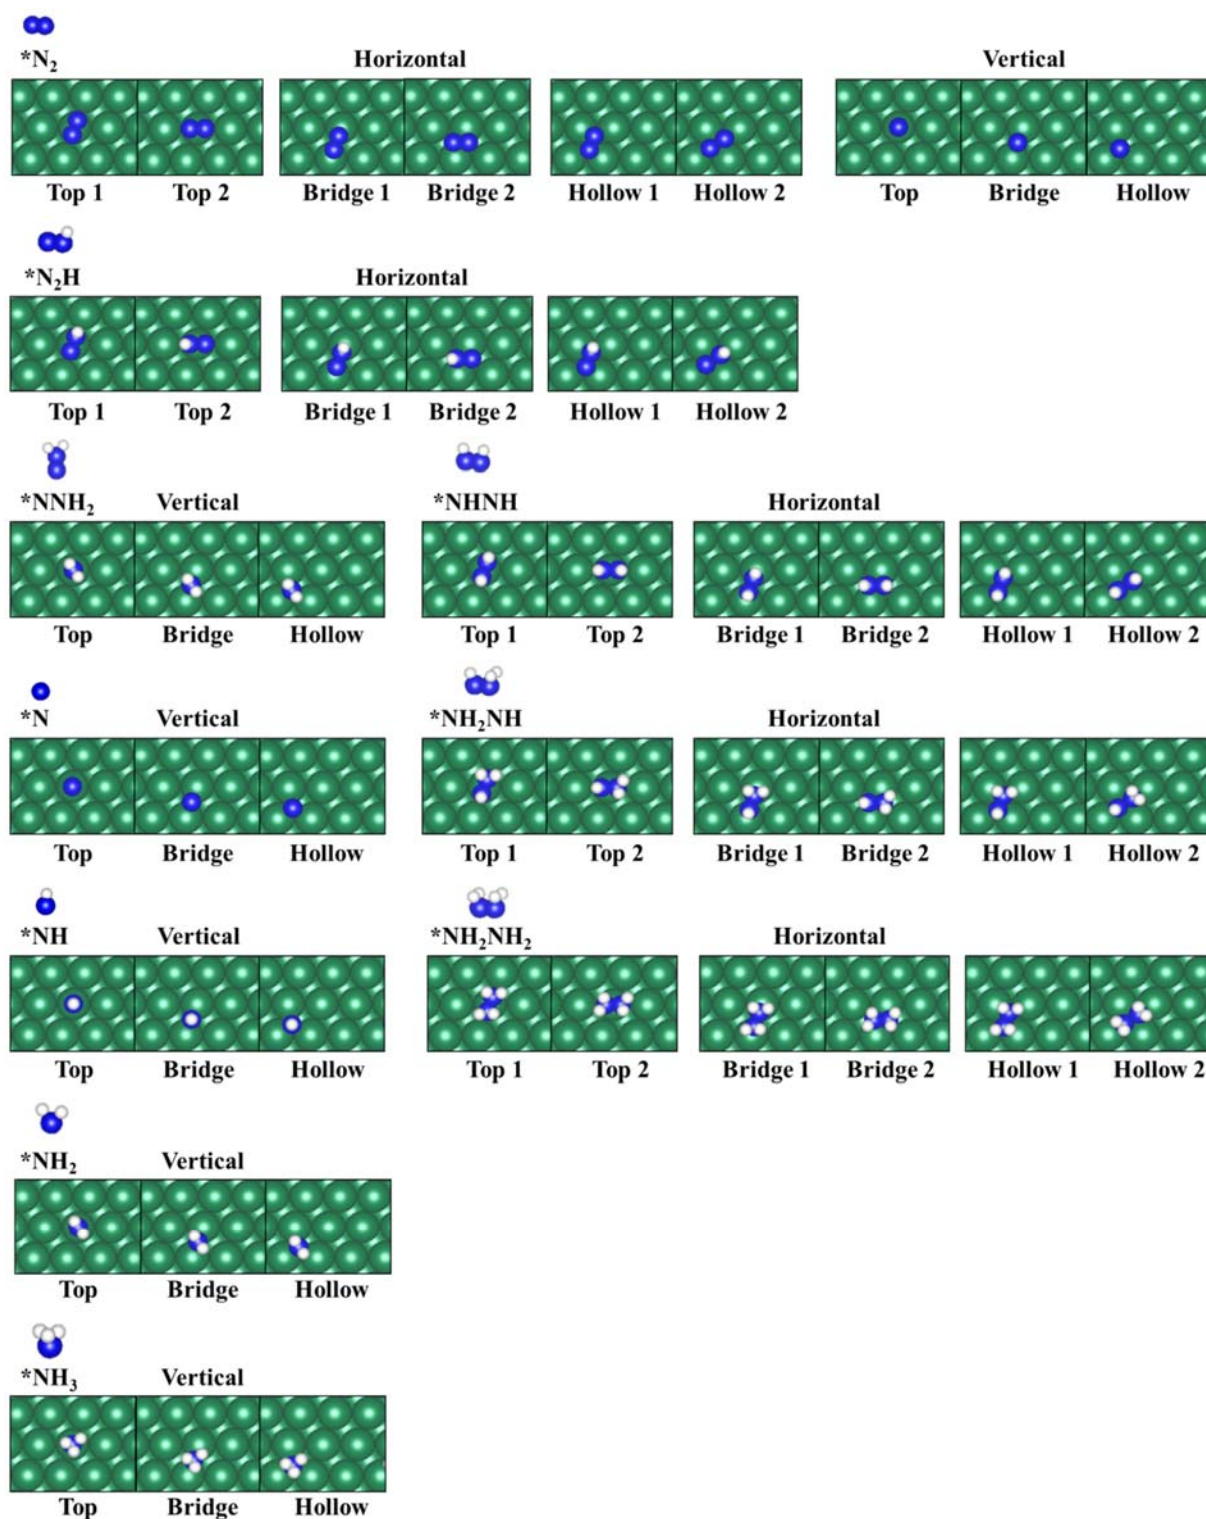 *N₂ Horizontal Vertical
Top 1 Top 2 Bridge 1 Bridge 2 Hollow 1 Hollow 2 Top Bridge Hollow
*N₂H Horizontal
Top 1 Top 2 Bridge 1 Bridge 2 Hollow 1 Hollow 2
*NNH₂ Vertical *NHNH Horizontal
Top Bridge Hollow Top 1 Top 2 Bridge 1 Bridge 2 Hollow 1 Hollow 2
*N Vertical *NH₂NH Horizontal
Top Bridge Hollow Top 1 Top 2 Bridge 1 Bridge 2 Hollow 1 Hollow 2
*NH Vertical *NH₂NH₂ Horizontal
Top Bridge Hollow Top 1 Top 2 Bridge 1 Bridge 2 Hollow 1 Hollow 2
*NH₂ Vertical
Top Bridge Hollow
*NH₃ Vertical
Top Bridge Hollow